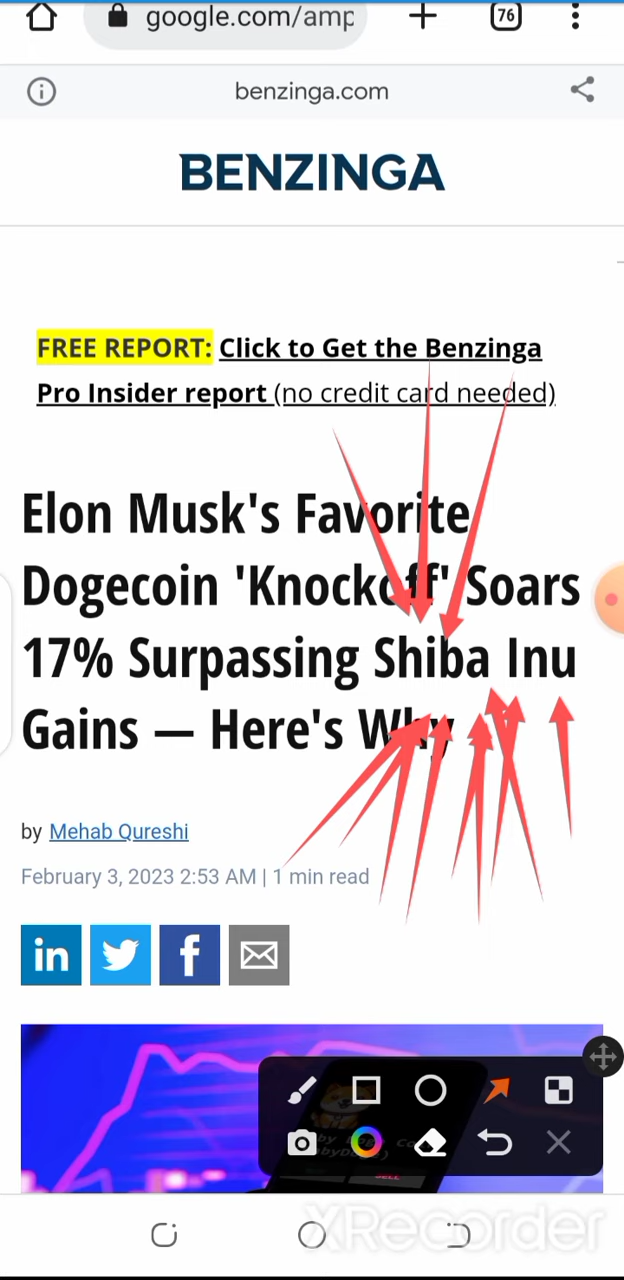 google.com/amp
76
benzinga.com
BENZINGA
FREE REPORT: Click to Get the Benzinga
Pro Insider report (no credit card needed)
Elon Musk's Favorite
Dogecoin 'Knockoff' Soars
17% Surpassing Shiba Inu
Gains — Here's Why
by Mehab Qureshi
February 3, 2023 2:53 AM | 1 min read
in
f
SELL
XRecorder